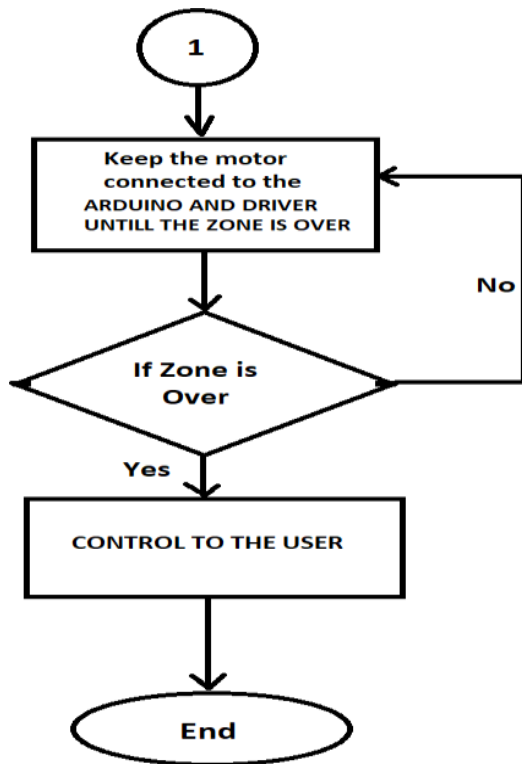 1
Keep the motor
connected to the
ARDUINO AND DRIVER
UNTILL THE ZONE IS OVER
No
If Zone is
Over
Yes
CONTROL TO THE USER
End